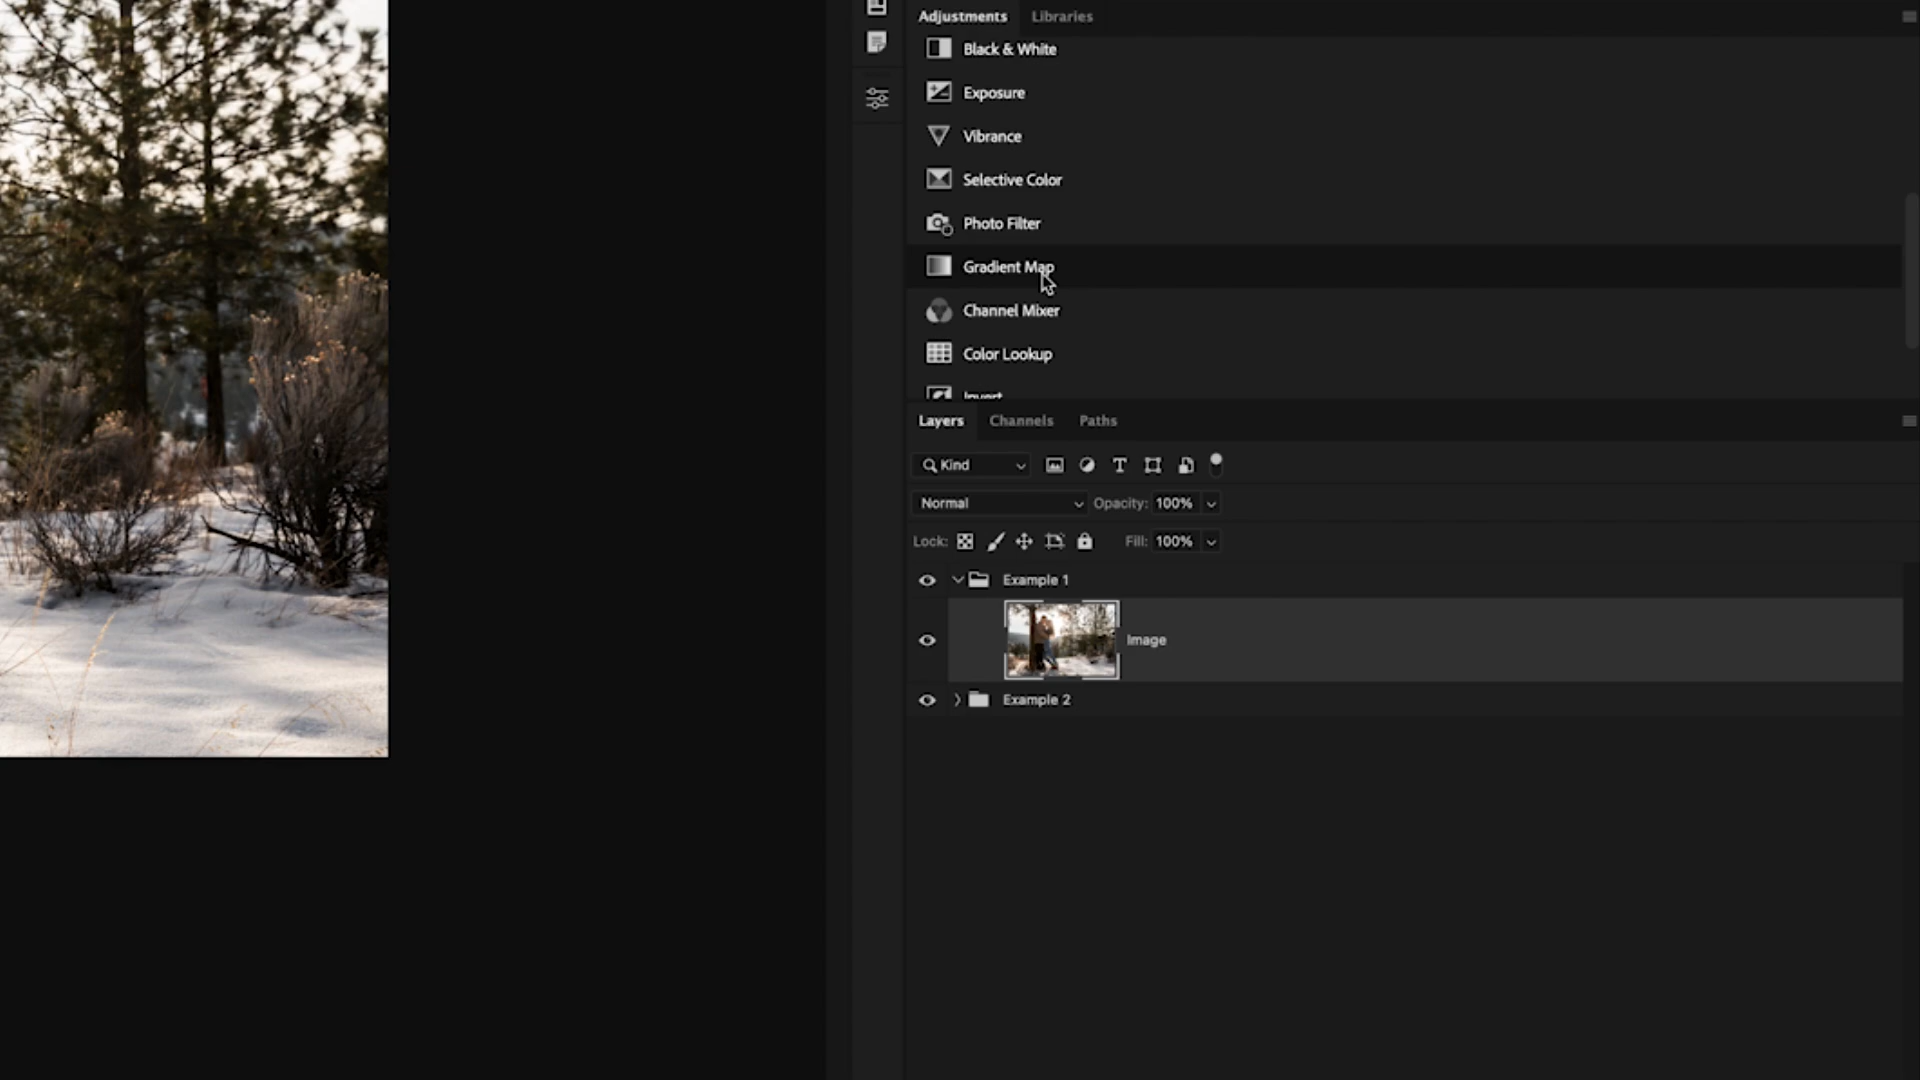 Adjustments Libraries
Black & White
Exposure
Vibrance
Selective Color
Photo Filter
Gradient Map
Channel Mixer
Color Lookup
Invert
Layers Channels Paths
Kind
Normal Opacity: 100%
Lock: Fill: 100%
Example 1
Image
Example 2